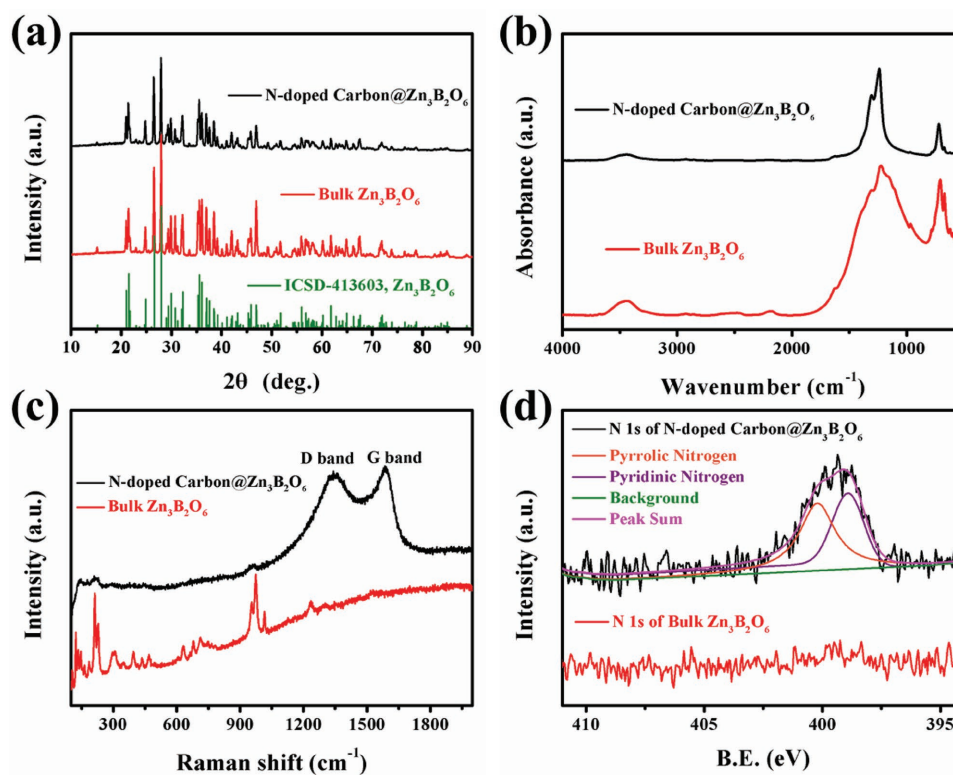 (a)
N-doped Carbon@Zn₃B₂O₆
Bulk Zn₃B₂O₆
ICSD-413603, Zn₃B₂O₆
Intensity (a.u.)
10 20 30 40 50 60 70 80 90
2θ (deg.)
(b)
N-doped Carbon@Zn₃B₂O₆
Bulk Zn₃B₂O₆
Absorbance (a.u.)
4000 3000 2000 1000
Wavenumber (cm⁻¹)
(c)
D band G band
N-doped Carbon@Zn₃B₂O₆
Bulk Zn₃B₂O₆
Intensity (a.u.)
300 600 900 1200 1500 1800
Raman shift (cm⁻¹)
(d)
N 1s of N-doped Carbon@Zn₃B₂O₆
Pyrrolic Nitrogen
Pyridinic Nitrogen
Background
Peak Sum
N 1s of Bulk Zn₃B₂O₆
Intensity (a.u.)
410 405 400 395
B.E. (eV)